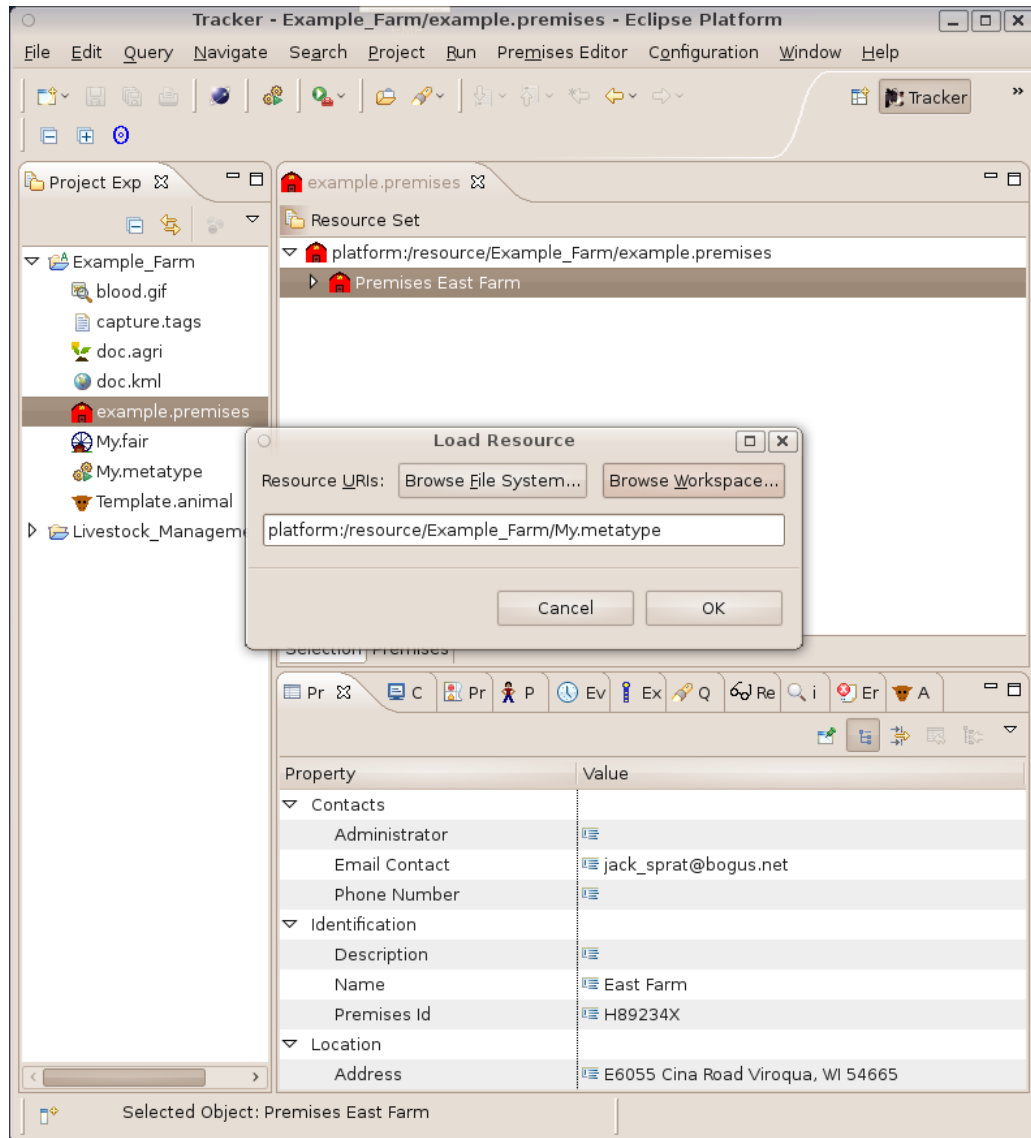 Tracker - Example_Farm/example.premises - Eclipse Platform
File Edit Query Navigate Search Project Run Premises Editor Configuration Window Help
Tracker »
Project Exp
example.premises
Resource Set
Example_Farm
blood.gif
capture.tags
doc.agri
doc.kml
example.premises
My.fair
My.metatype
Template.animal
Livestock_Manageme
platform:/resource/Example_Farm/example.premises
Premises East Farm
Load Resource
Resource URIs: Browse File System... Browse Workspace...
platform:/resource/Example_Farm/My.metatype
Cancel OK
Selection Premises
Pr C Pr P Ev Ex Q Re i Er A
Property Value
Contacts
Administrator
Email Contact jack_sprat@bogus.net
Phone Number
Identification
Description
Name East Farm
Premises Id H89234X
Location
Address E6055 Cina Road Viroqua, WI 54665
Selected Object: Premises East Farm